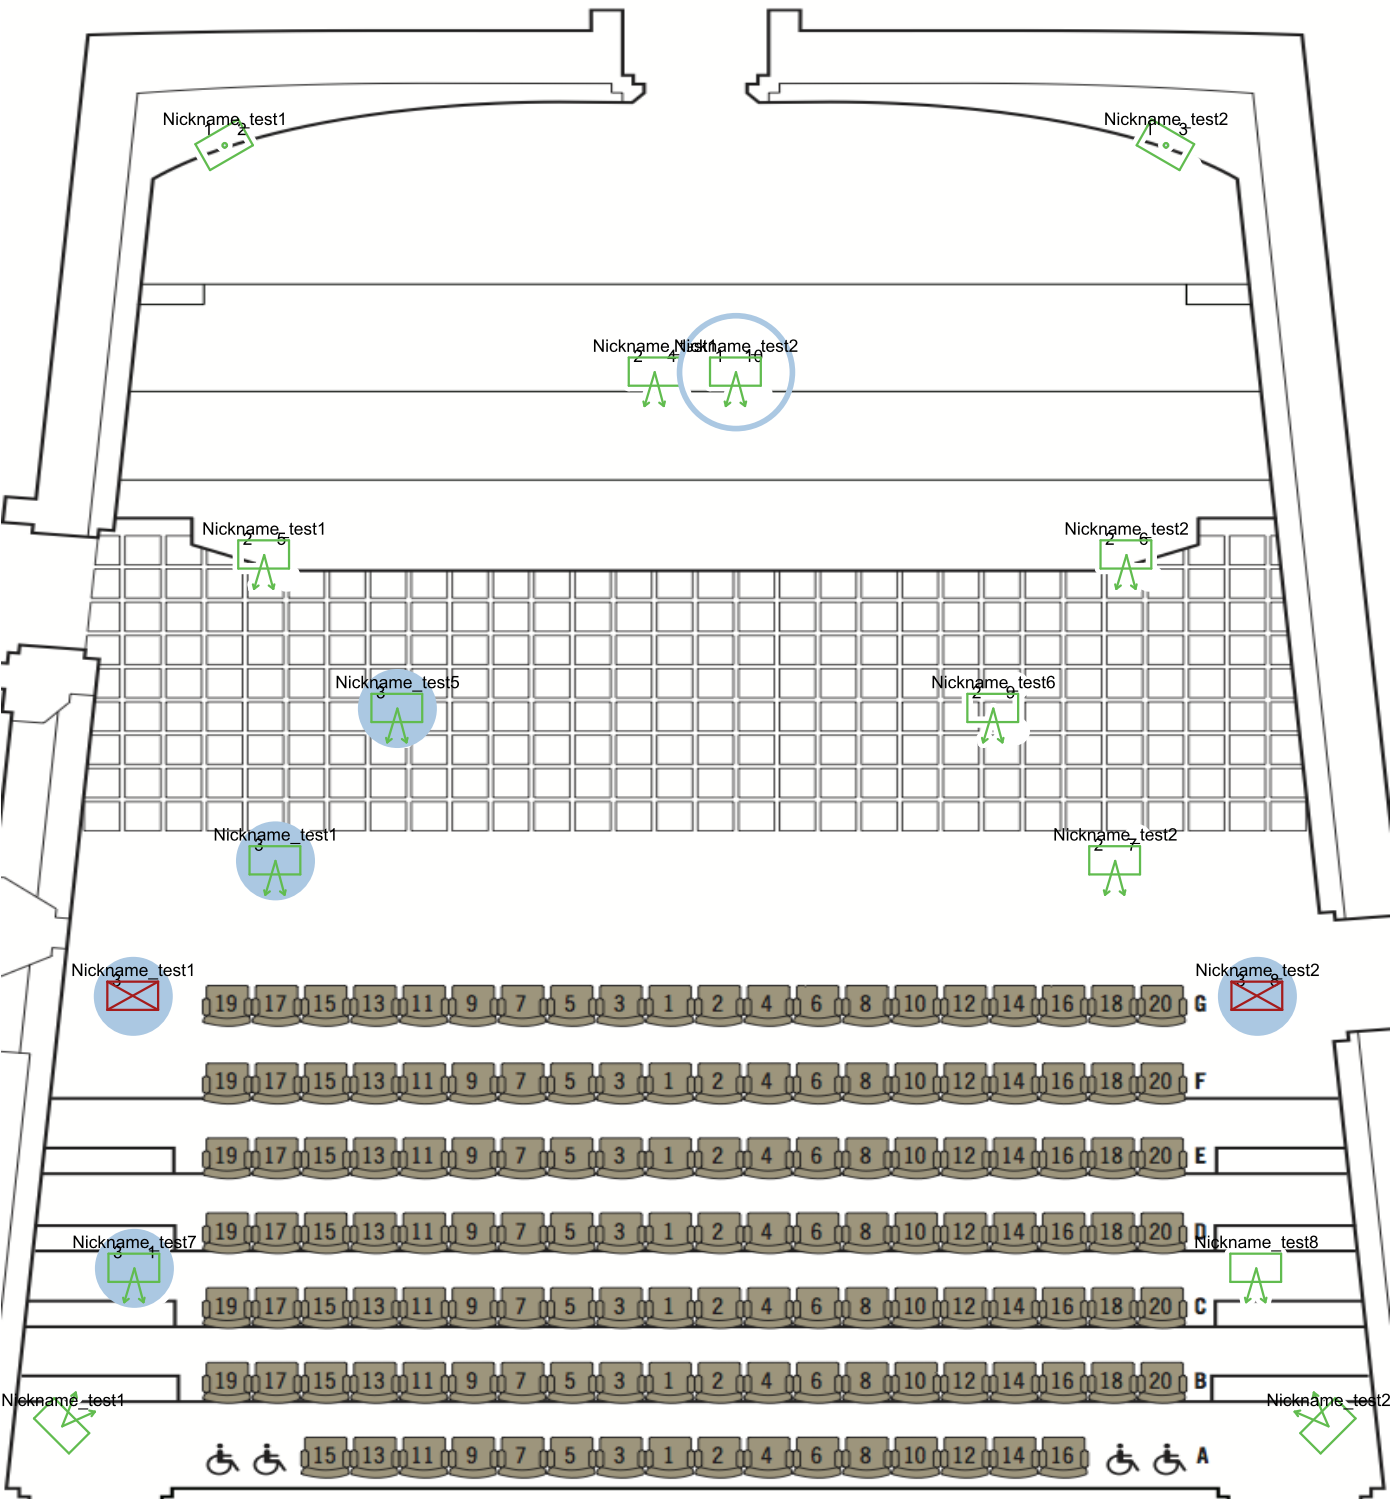 Nickname_test1
1 2
Nickname_test2
1 3
Nickname_test1
2 4
Nickname_test2
1 10
Nickname_test1
2 5
Nickname_test2
2 6
Nickname_test5
3
Nickname_test6
2 9
Nickname_test1
3
Nickname_test2
2 7
Nickname_test1
3
Nickname_test2
3 8
19 17 15 13 11 9 7 5 3 1 2 4 6 8 10 12 14 16 18 20 G
19 17 15 13 11 9 7 5 3 1 2 4 6 8 10 12 14 16 18 20 F
19 17 15 13 11 9 7 5 3 1 2 4 6 8 10 12 14 16 18 20 E
19 17 15 13 11 9 7 5 3 1 2 4 6 8 10 12 14 16 18 20 D
Nickname_test7
3 1
Nickname_test8
19 17 15 13 11 9 7 5 3 1 2 4 6 8 10 12 14 16 18 20 C
19 17 15 13 11 9 7 5 3 1 2 4 6 8 10 12 14 16 18 20 B
Nickname_test1
Nickname_test2
15 13 11 9 7 5 3 1 2 4 6 8 10 12 14 16 A